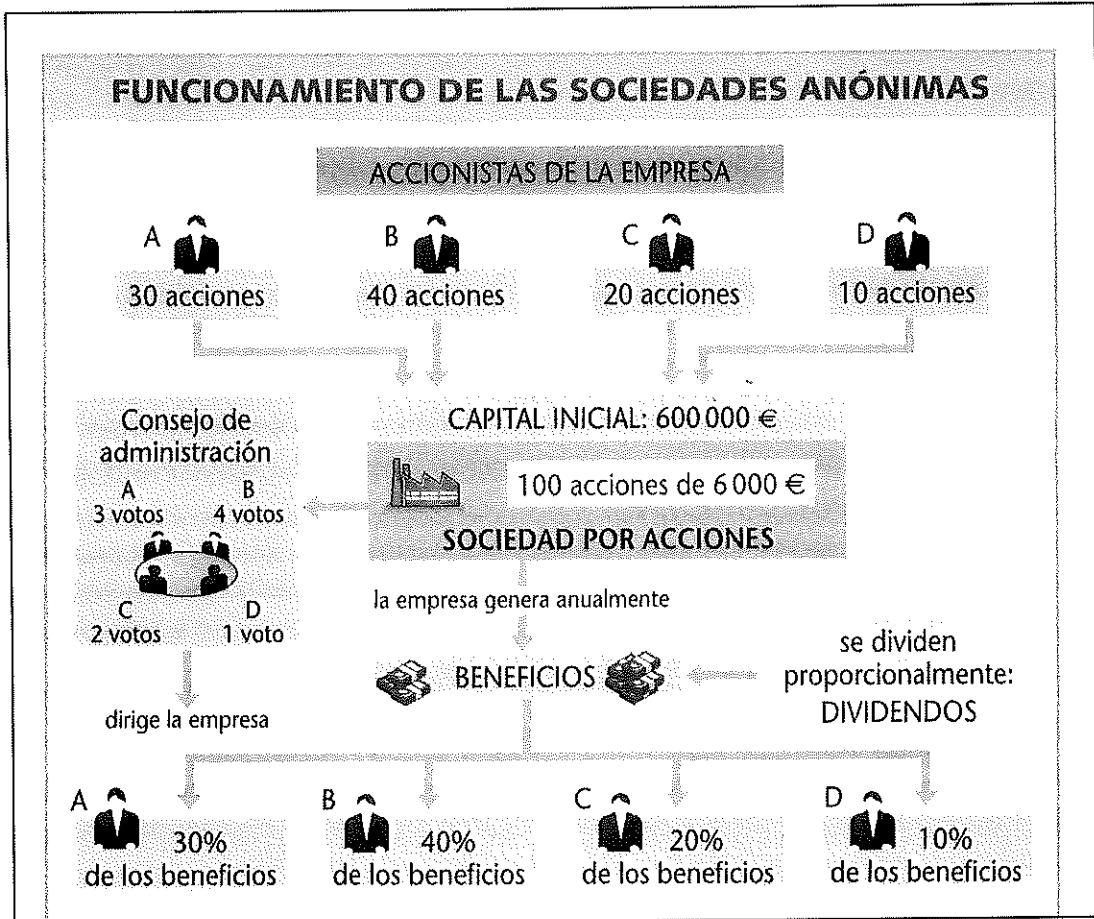 FUNCIONAMIENTO DE LAS SOCIEDADES ANÓNIMAS
ACCIONISTAS DE LA EMPRESA
A
30 acciones
B
40 acciones
C
20 acciones
D
10 acciones
CAPITAL INICIAL: 600 000 €
100 acciones de 6 000 €
SOCIEDAD POR ACCIONES
Consejo de
administración
A B
3 votos 4 votos
C D
2 votos 1 voto
dirige la empresa
la empresa genera anualmente
BENEFICIOS
se dividen
proporcionalmente:
DIVIDENDOS
A
30%
de los beneficios
B
40%
de los beneficios
C
20%
de los beneficios
D
10%
de los beneficios